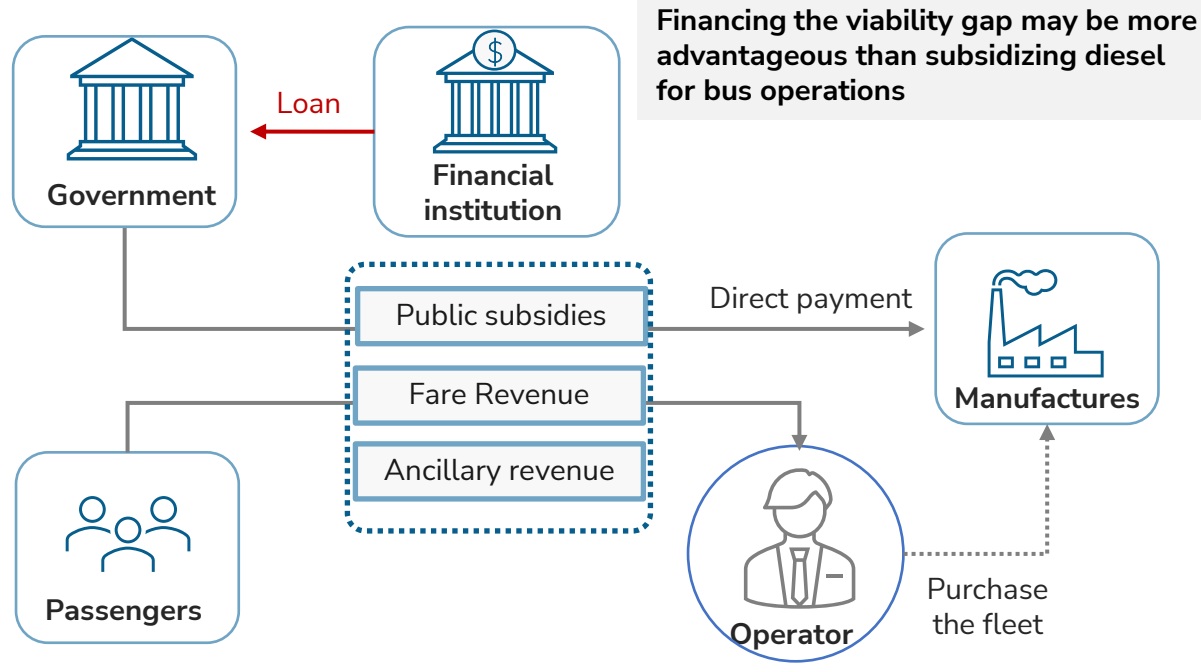 Financing the viability gap may be more
advantageous than subsidizing diesel
for bus operations
Loan
$
Government
Financial
institution
Public subsidies
Direct payment
Fare Revenue
Manufactures
Ancillary revenue
Passengers
Operator
Purchase
the fleet